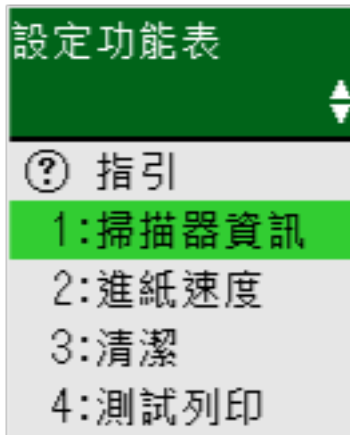 設定功能表
? 指引
1:掃描器資訊
2:進紙速度
3:清潔
4:測試列印